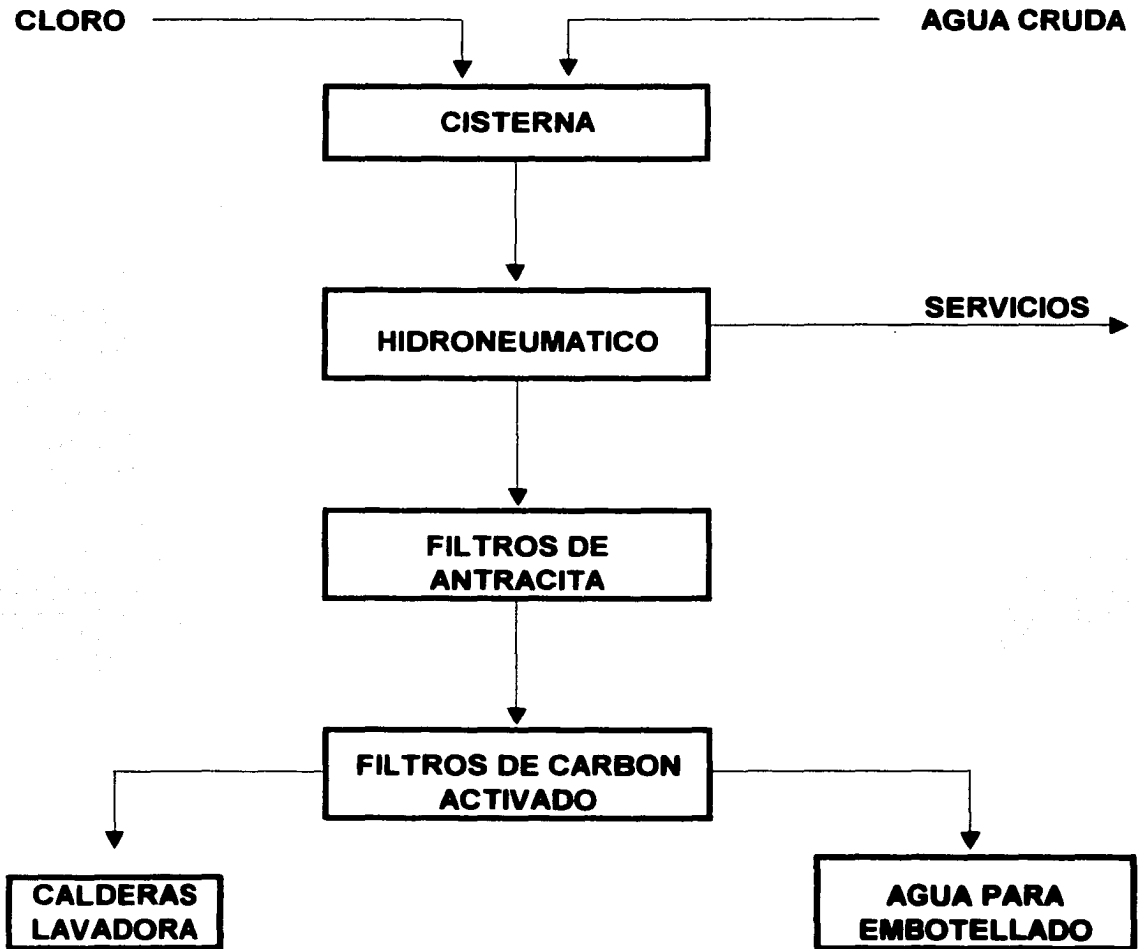 CLORO
AGUA CRUDA
CISTERNA
HIDRONEUMATICO
SERVICIOS
FILTROS DE
ANTRACITA
FILTROS DE CARBON
ACTIVADO
CALDERAS
LAVADORA
AGUA PARA
EMBOTELLADO